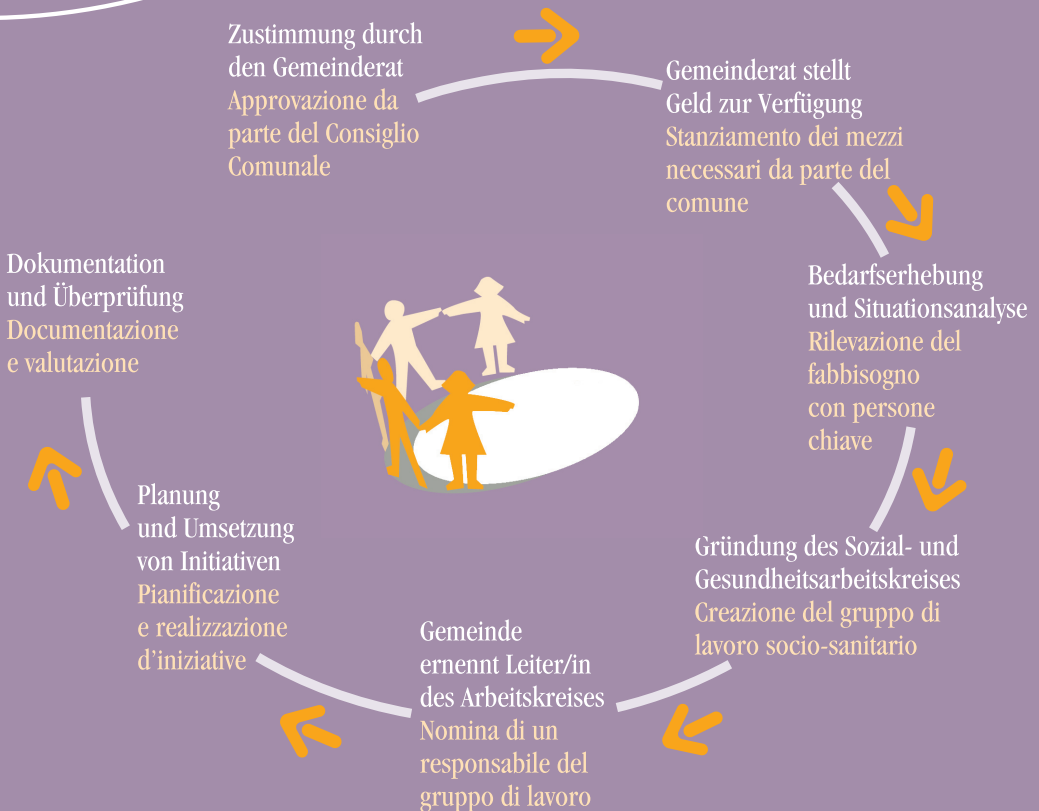 Zustimmung durch
den Gemeinderat
Approvazione da
parte del Consiglio
Comunale
Gemeinderat stellt
Geld zur Verfügung
Stanziamento dei mezzi
necessari da parte del
comune
Bedarfserhebung
und Situationsanalyse
Rilevazione del
fabbisogno
con persone
chiave
Gründung des Sozial- und
Gesundheitsarbeitskreises
Creazione del gruppo di
lavoro socio-sanitario
Gemeinde
ernennt Leiter/in
des Arbeitskreises
Nomina di un
responsabile del
gruppo di lavoro
Planung
und Umsetzung
von Initiativen
Pianificazione
e realizzazione
d'iniziative
Dokumentation
und Überprüfung
Documentazione
e valutazione